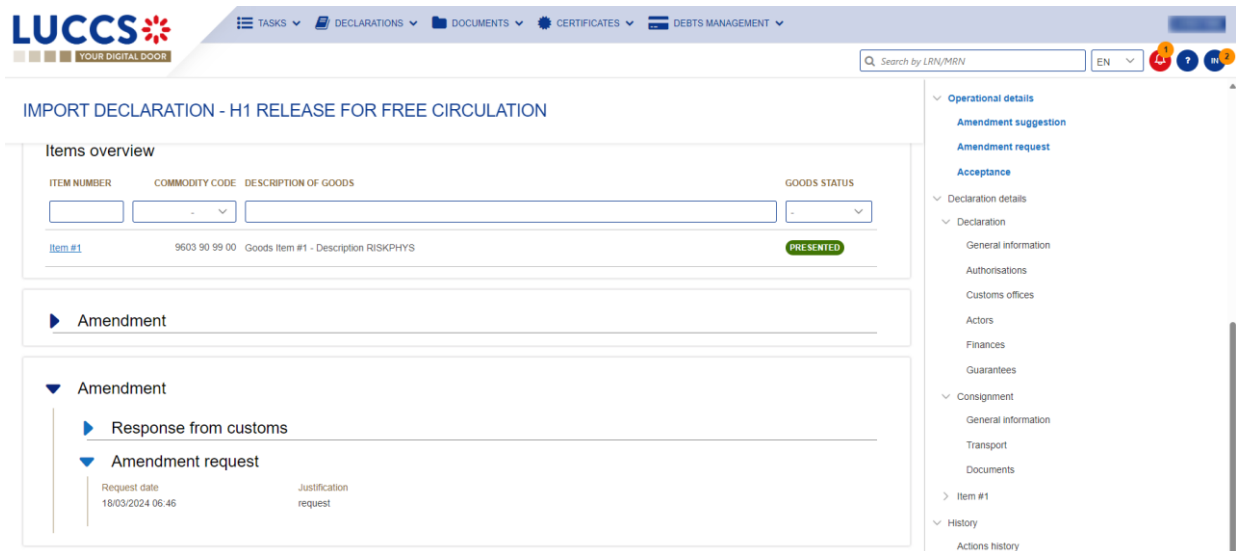 LUCCS
YOUR DIGITAL DOOR
TASKS DECLARATIONS DOCUMENTS CERTIFICATES DEBTS MANAGEMENT
Search by LRN/MRN EN 1 ? IN 2
IMPORT DECLARATION - H1 RELEASE FOR FREE CIRCULATION
Items overview
ITEM NUMBER COMMODITY CODE DESCRIPTION OF GOODS GOODS STATUS
- -
Item #1 9603 90 99 00 Goods Item #1 - Description RISKPHYS PRESENTED
Amendment
Amendment
Response from customs
Amendment request
Request date Justification
18/03/2024 06:46 request
Operational details
Amendment suggestion
Amendment request
Acceptance
Declaration details
Declaration
General information
Authorisations
Customs offices
Actors
Finances
Guarantees
Consignment
General information
Transport
Documents
Item #1
History
Actions history